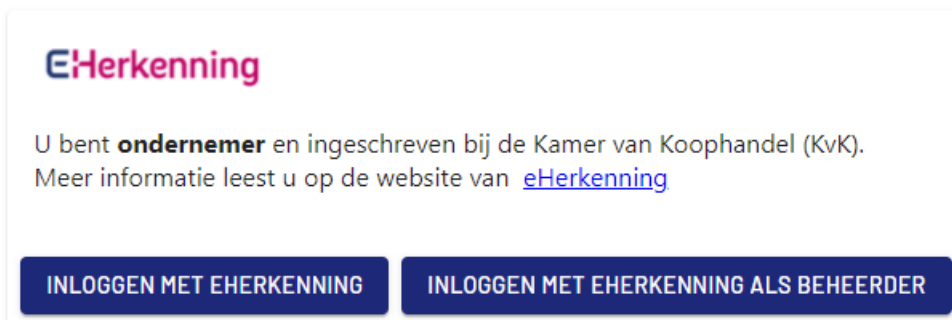 eHerkenning
U bent ondernemer en ingeschreven bij de Kamer van Koophandel (KvK).
Meer informatie leest u op de website van eHerkenning
INLOGGEN MET EHERKENNING
INLOGGEN MET EHERKENNING ALS BEHEERDER